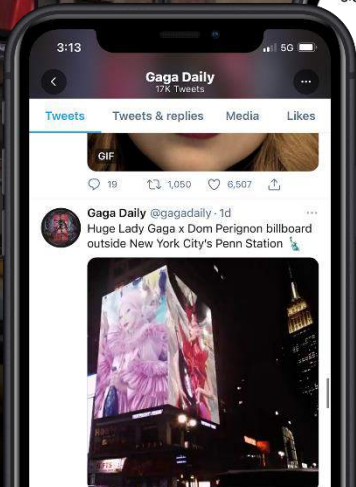 3:13
5G
Gaga Daily
17K Tweets
Tweets
Tweets & replies
Media
Likes
GIF
19
1,050
6,507
Gaga Daily @gagadaily · 1d
Huge Lady Gaga x Dom Perignon billboard
outside New York City's Penn Station 🗽